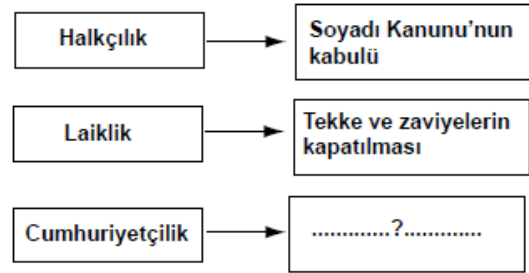 Halkçılık
Soyadı Kanunu'nun
kabulü
Laiklik
Tekke ve zaviyelerin
kapatılması
Cumhuriyetçilik
.............?.............